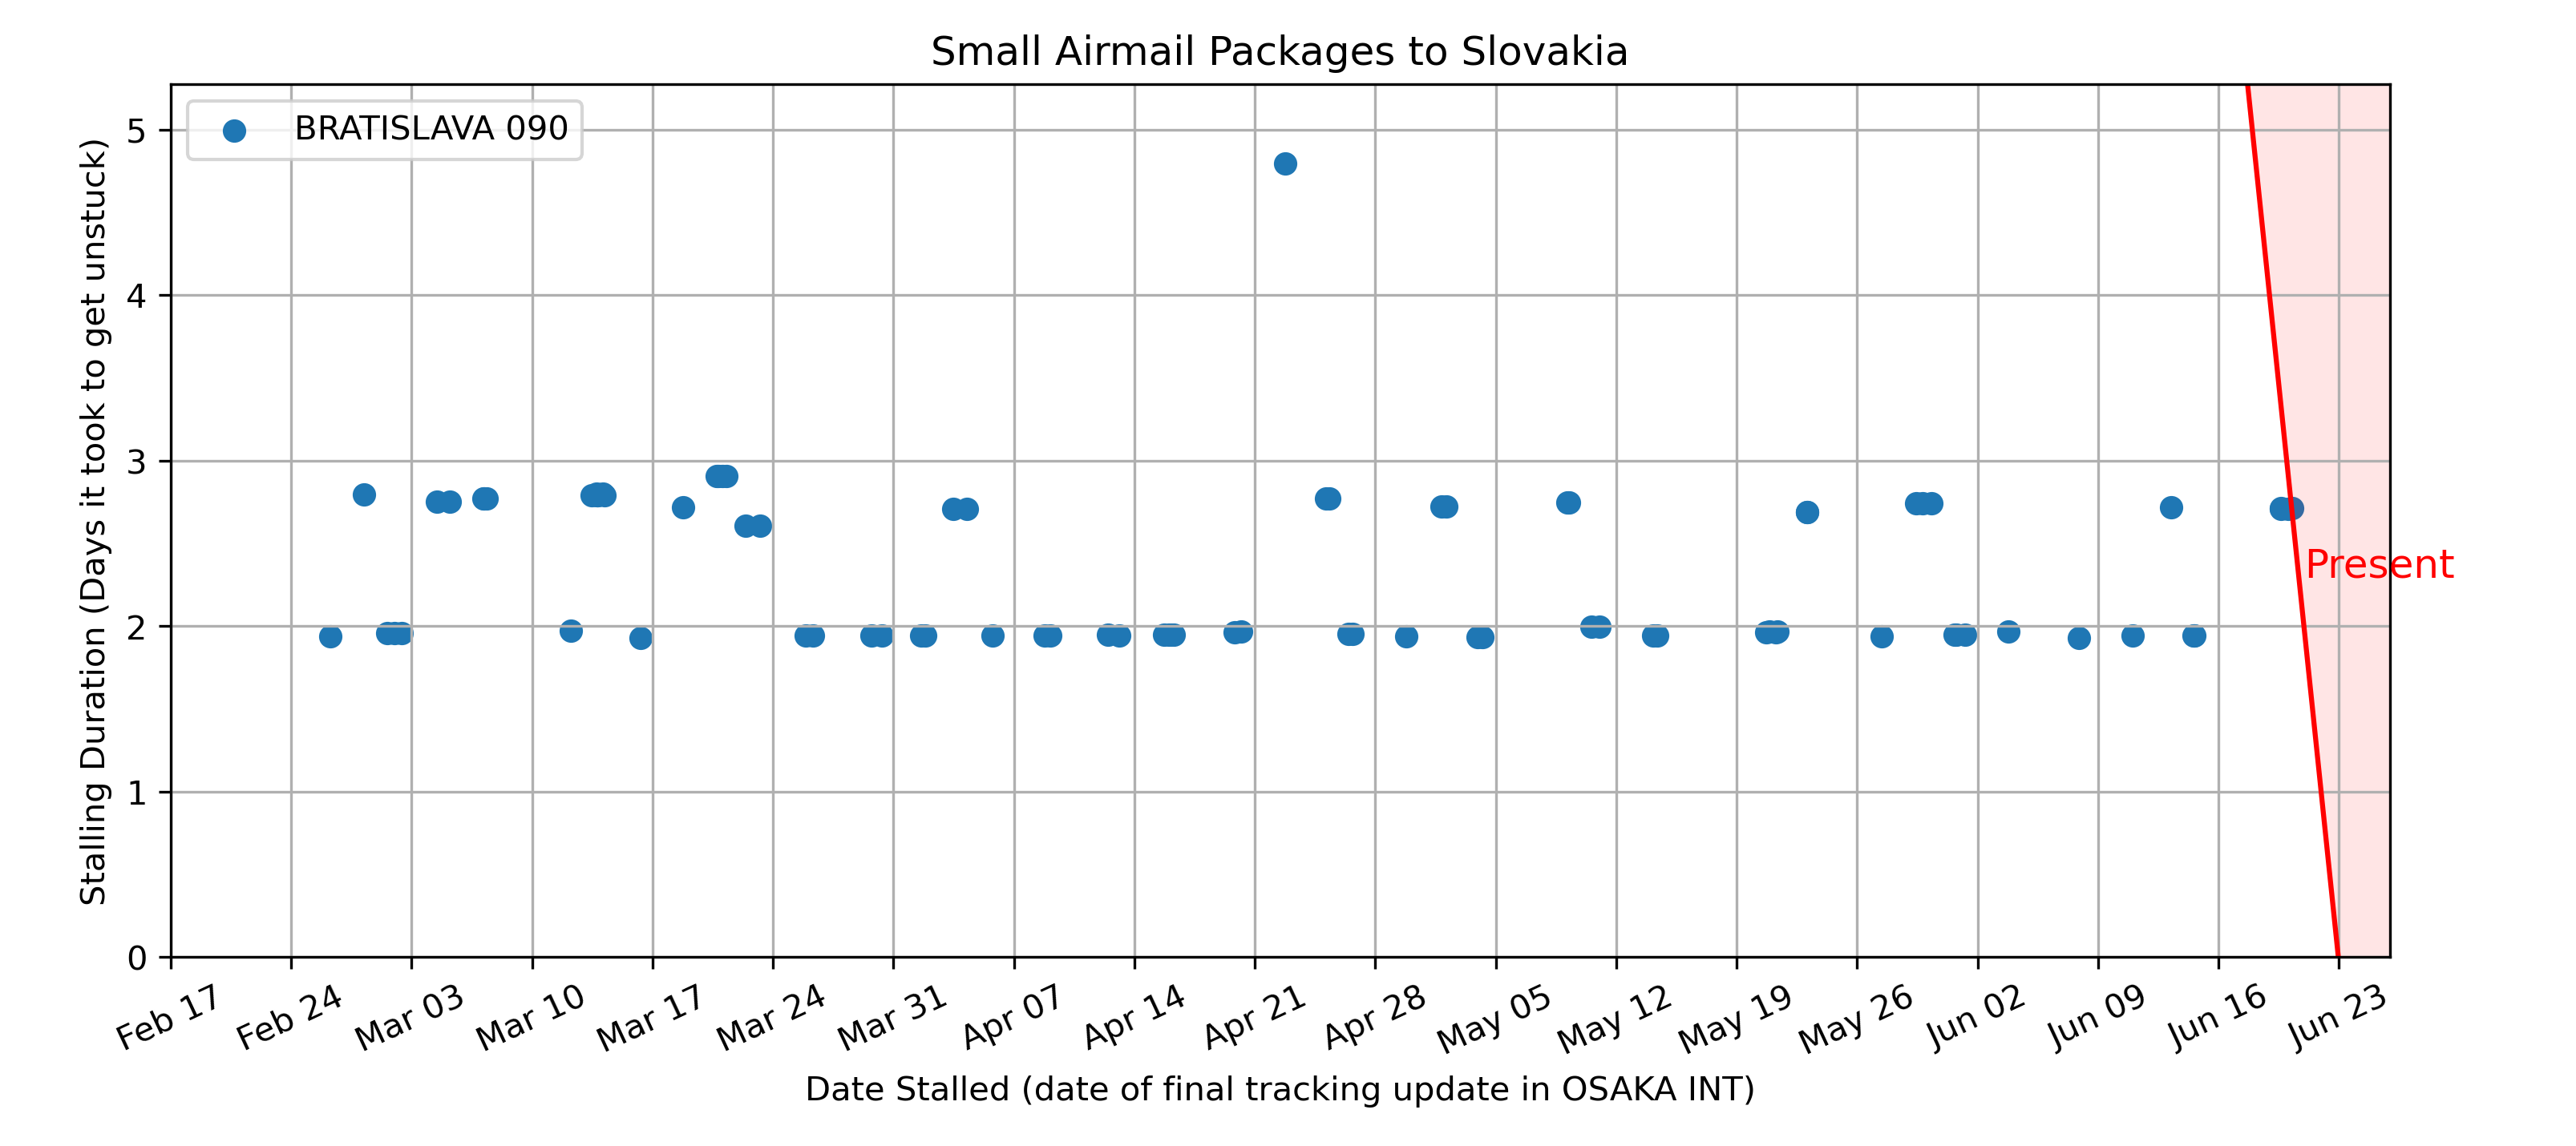 Small Airmail Packages to Slovakia
BRATISLAVA 090
Stalling Duration (Days it took to get unstuck)
5
4
3
2
1
0
Present
Feb 17
Feb 24
Mar 03
Mar 10
Mar 17
Mar 24
Mar 31
Apr 07
Apr 14
Apr 21
Apr 28
May 05
May 12
May 19
May 26
Jun 02
Jun 09
Jun 16
Jun 23
Date Stalled (date of final tracking update in OSAKA INT)